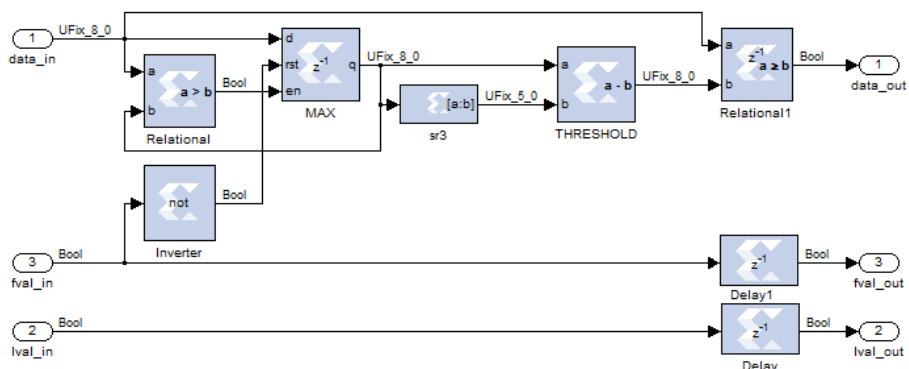 1
data_in
UFix_8_0
a
b
a > b
Bool
Relational
d
rst
en
z-1
q
MAX
UFix_8_0
[a:b]
sr3
UFix_5_0
a
b
a - b
THRESHOLD
UFix_8_0
a
b
z-1
a ≥ b
Relational1
Bool
1
data_out
not
Inverter
Bool
3
fval_in
Bool
z-1
Delay1
Bool
3
fval_out
2
lval_in
Bool
z-1
Delay
Bool
2
lval_out